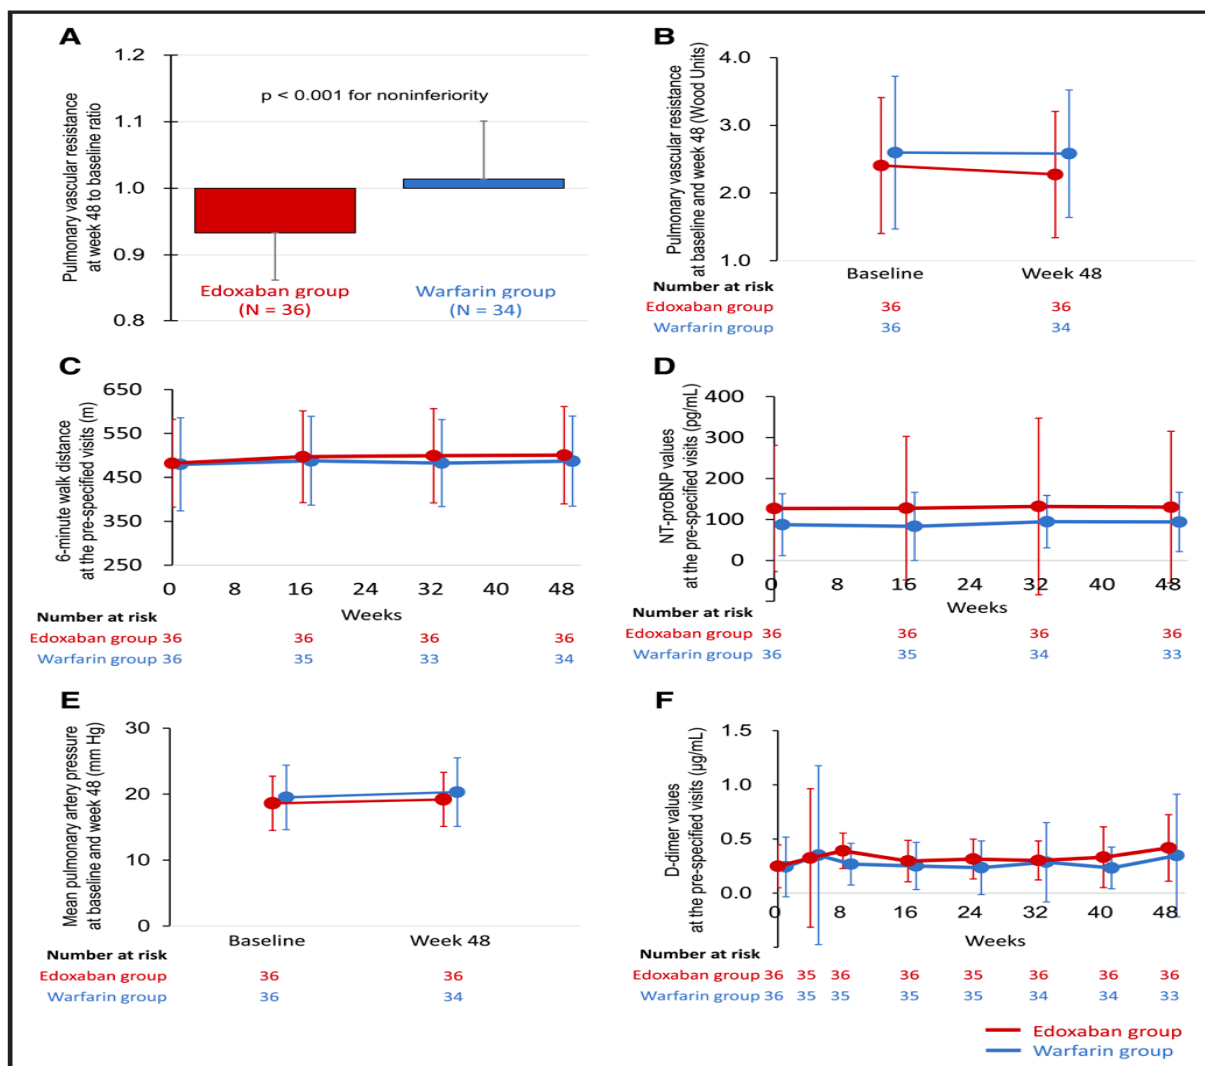 A
Pulmonary vascular resistance
at week 48 to baseline ratio
1.2
1.1
1.0
0.9
0.8
p < 0.001 for noninferiority
Edoxaban group
(N = 36)
Warfarin group
(N = 34)
B
Pulmonary vascular resistance
at baseline and week 48 (Wood Units)
4.0
3.0
2.0
1.0
Baseline Week 48
Number at risk
Edoxaban group 36 36
Warfarin group 36 34
C
6-minute walk distance
at the pre-specified visits (m)
650
550
450
350
250
0 8 16 24 32 40 48
Weeks
Number at risk
Edoxaban group 36 36 36 36
Warfarin group 36 35 33 34
D
NT-proBNP values
at the pre-specified visits (pg/mL)
400
300
200
100
0
0 8 16 24 32 40 48
Weeks
Number at risk
Edoxaban group 36 36 36 36
Warfarin group 36 35 34 33
E
Mean pulmonary artery pressure
at baseline and week 48 (mm Hg)
30
20
10
0
Baseline Week 48
Number at risk
Edoxaban group 36 36
Warfarin group 36 34
F
D-dimer values
at the pre-specified visits (μg/mL)
1.5
1.0
0.5
0.0
0 8 16 24 32 40 48
Weeks
Number at risk
Edoxaban group 36 35 36 36 35 36 36 36
Warfarin group 36 35 35 35 35 34 34 33
Edoxaban group
Warfarin group